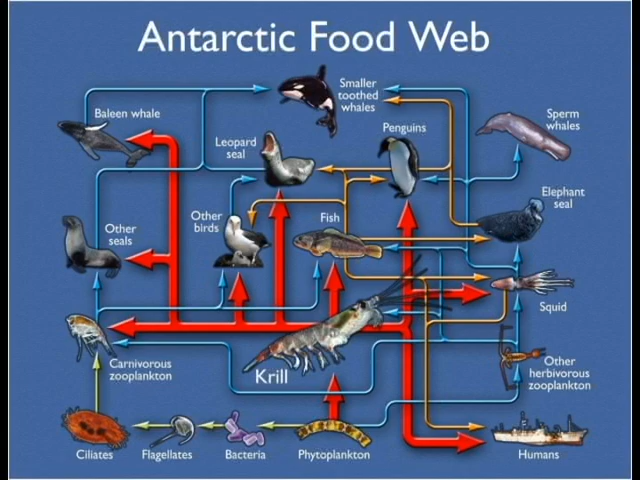 Antarctic Food Web
Smaller
toothed
whales
Baleen whale
Sperm
whales
Penguins
Leopard
seal
Elephant
seal
Other
birds
Fish
Other
seals
Squid
Carnivorous
zooplankton
Krill
Other
herbivorous
zooplankton
Ciliates
Flagellates
Bacteria
Phytoplankton
Humans